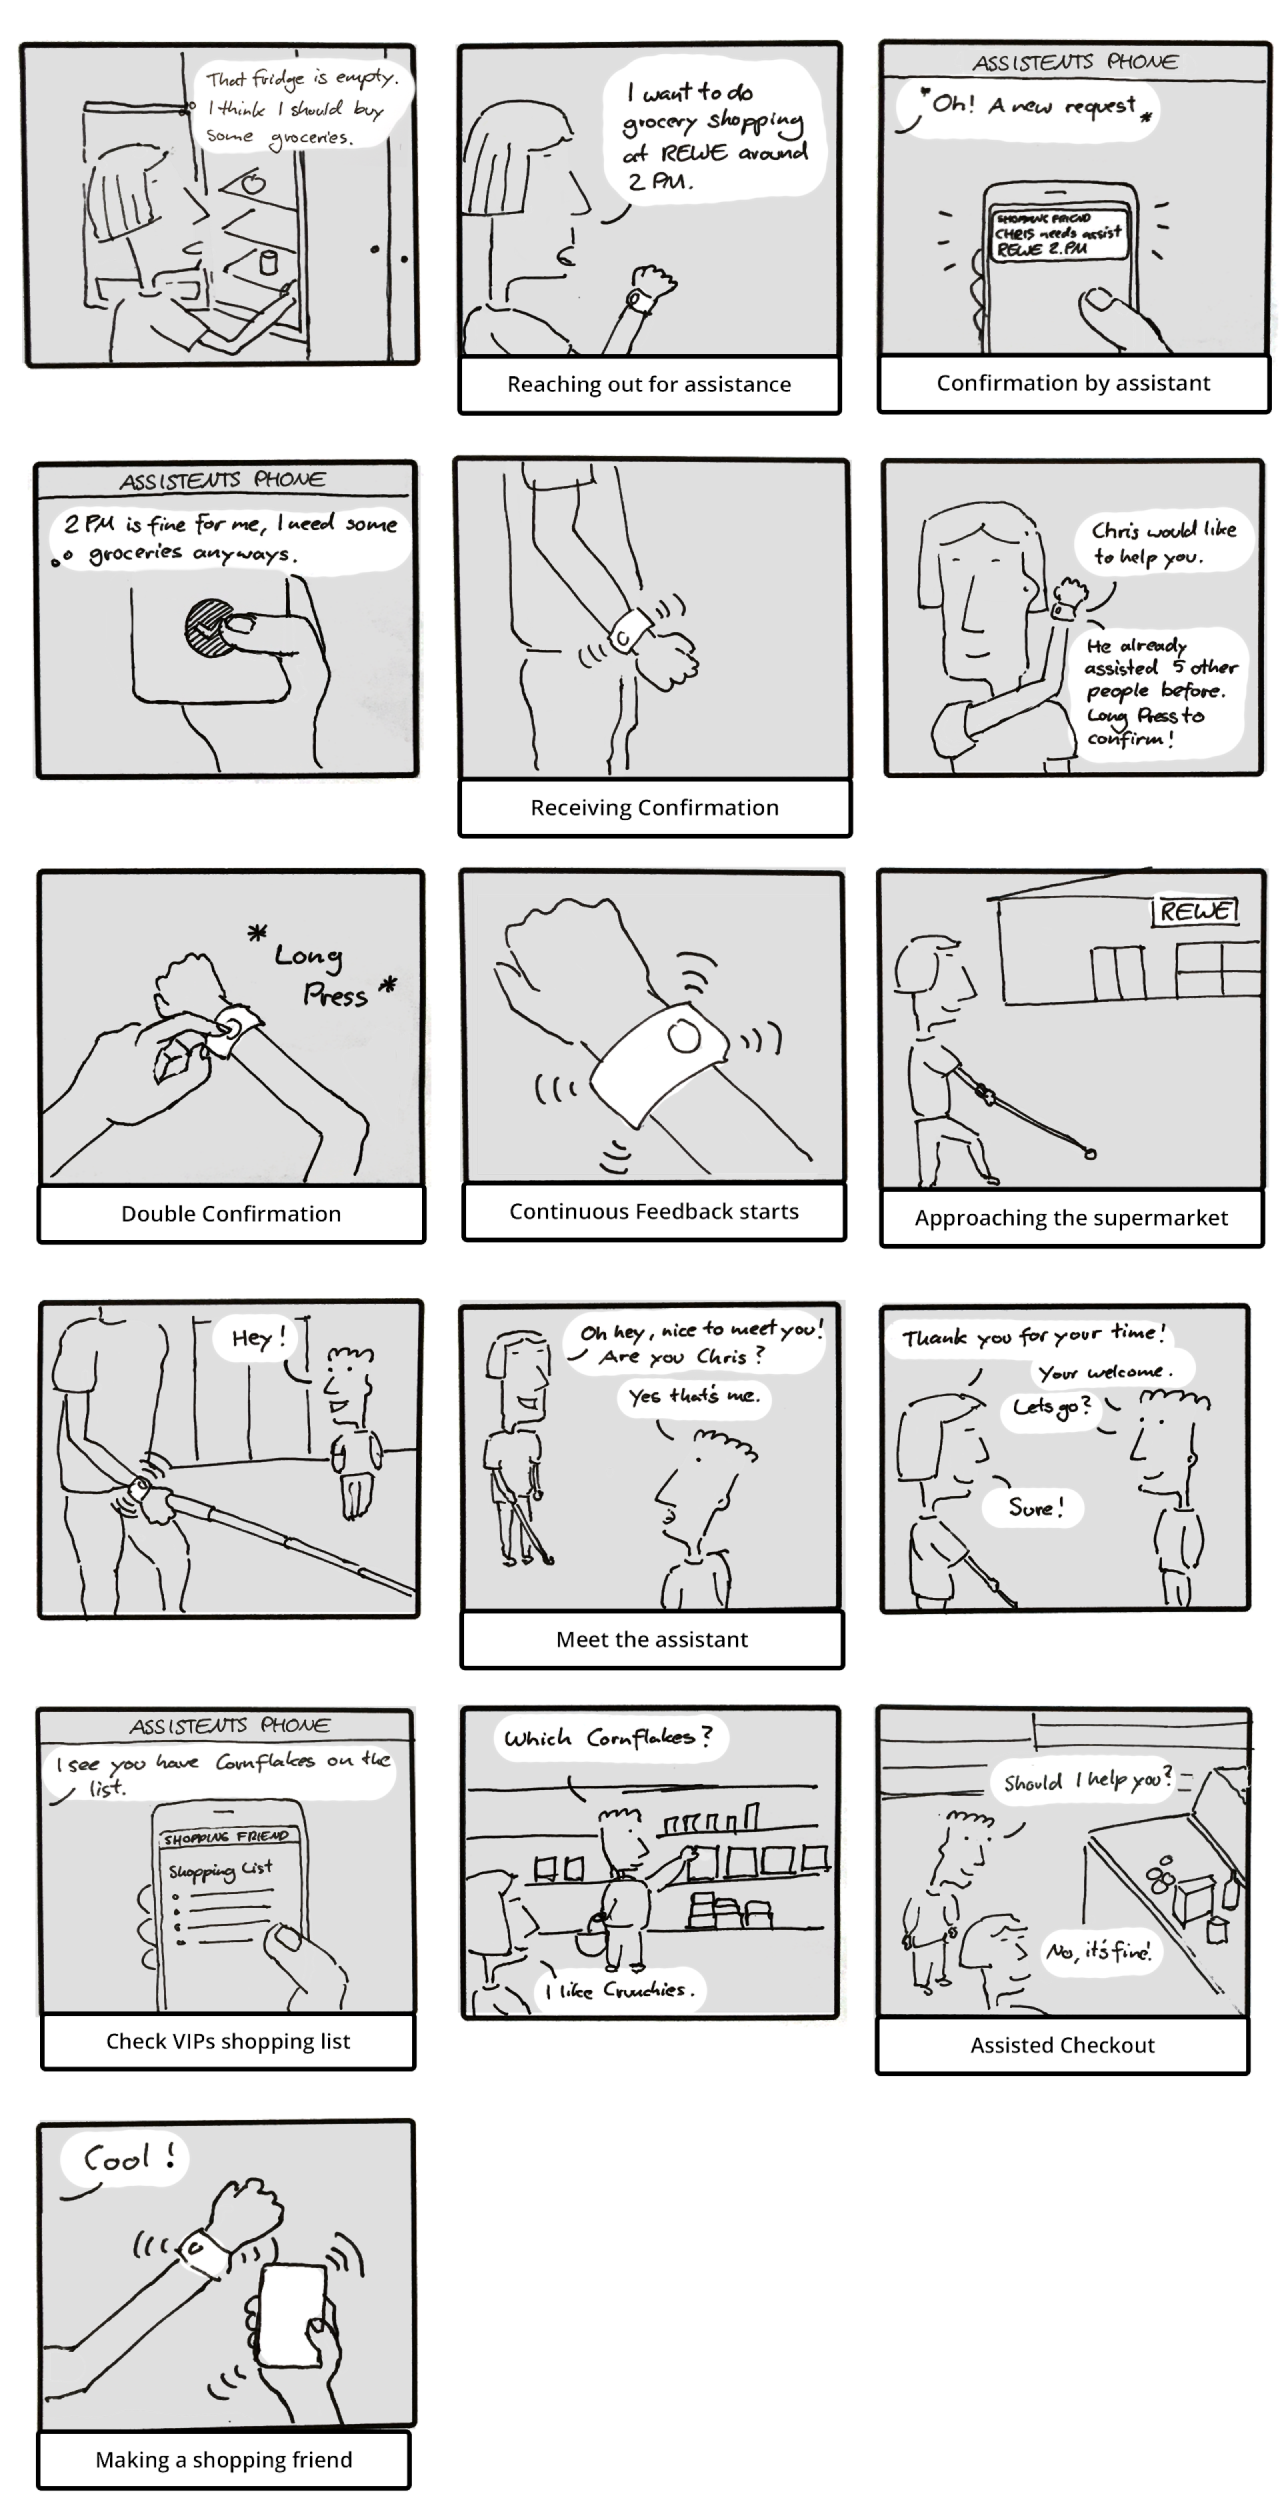 That fridge is empty.
I think I should buy
some groceries.
I want to do
grocery shopping
at REWE around
2 PM.
Reaching out for assistance
ASSISTENTS PHONE
*Oh! A new request*
SHOPPING FRIEND
CHRIS needs assist
REWE 2.PM
Confirmation by assistant
ASSISTENTS PHONE
2 PM is fine for me, I need some
groceries anyways.
Receiving Confirmation
Chris would like
to help you.
He already
assisted 5 other
people before.
Long Press to
confirm!
*Long
Press*
Double Confirmation
Continuous Feedback starts
REWE
Approaching the supermarket
Hey!
Oh hey, nice to meet you!
Are you Chris?
Yes that's me.
Meet the assistant
Thank you for your time!
Your welcome.
Lets go?
Sure!
ASSISTENTS PHONE
I see you have Cornflakes on the
list.
SHOPPING FRIEND
Shopping List
Check VIPs shopping list
Which Cornflakes?
I like Crunchies.
Should I help you?
No, it's fine!
Assisted Checkout
Cool!
Making a shopping friend